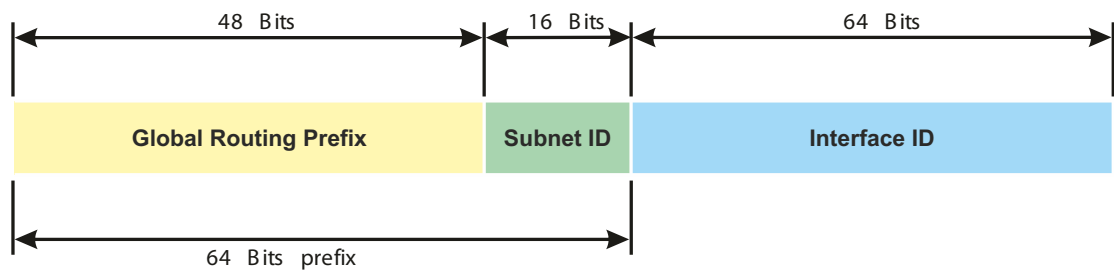 48 Bits 16 Bits 64 Bits
Global Routing Prefix Subnet ID Interface ID
64 Bits prefix